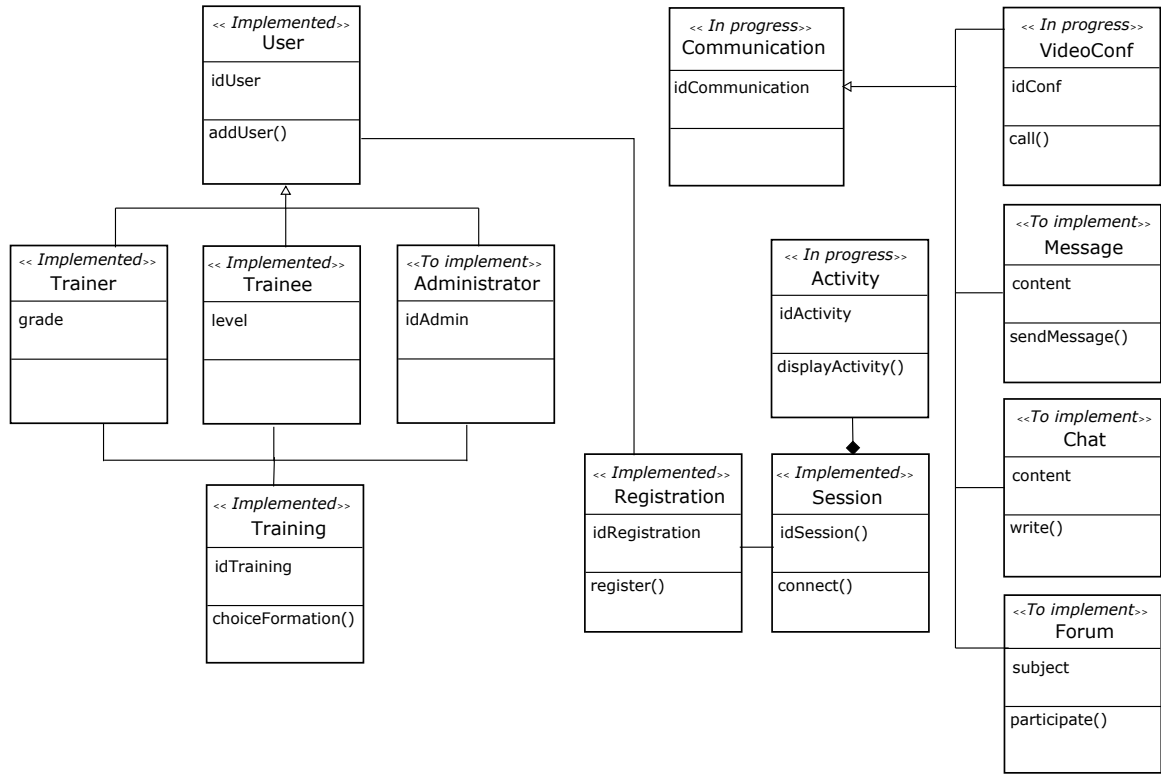 << Implemented>>
User
idUser
addUser()
<< In progress>>
Communication
idCommunication
<< In progress>>
VideoConf
idConf
call()
<< Implemented>>
Trainer
grade
<< Implemented>>
Trainee
level
<<To implement>>
Administrator
idAdmin
<< In progress>>
Activity
idActivity
displayActivity()
<<To implement>>
Message
content
sendMessage()
<< Implemented>>
Training
idTraining
choiceFormation()
<< Implemented>>
Registration
idRegistration
register()
<< Implemented>>
Session
idSession()
connect()
<<To implement>>
Chat
content
write()
<<To implement>>
Forum
subject
participate()